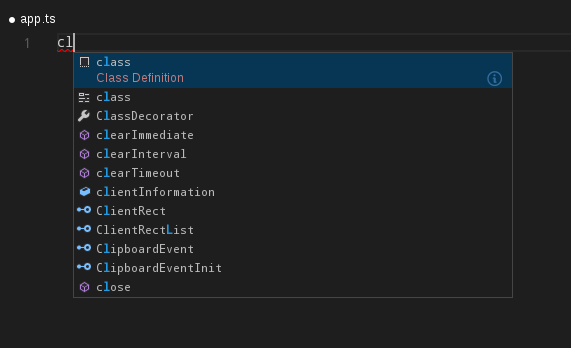 ● app.ts
1 cl
class
Class Definition
class
ClassDecorator
clearImmediate
clearInterval
clearTimeout
clientInformation
ClientRect
ClientRectList
ClipboardEvent
ClipboardEventInit
close